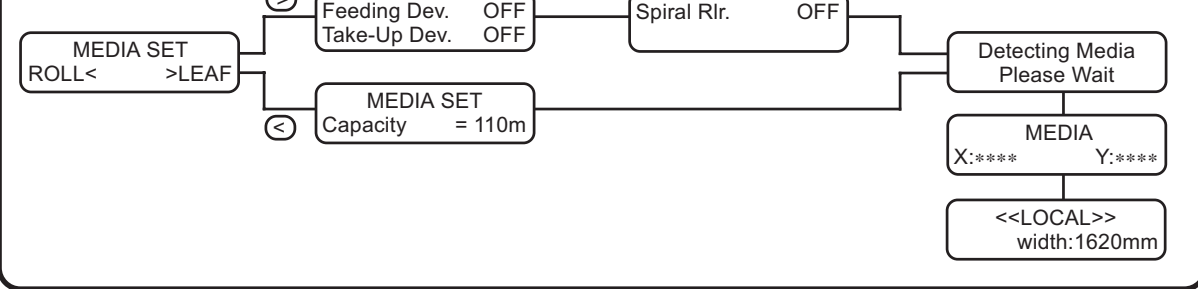 >
Feeding Dev. OFF
Take-Up Dev. OFF
Spiral Rlr. OFF
MEDIA SET
ROLL< >LEAF
Detecting Media
Please Wait
<
MEDIA SET
Capacity = 110m
MEDIA
X:**** Y:****
<<LOCAL>>
width:1620mm